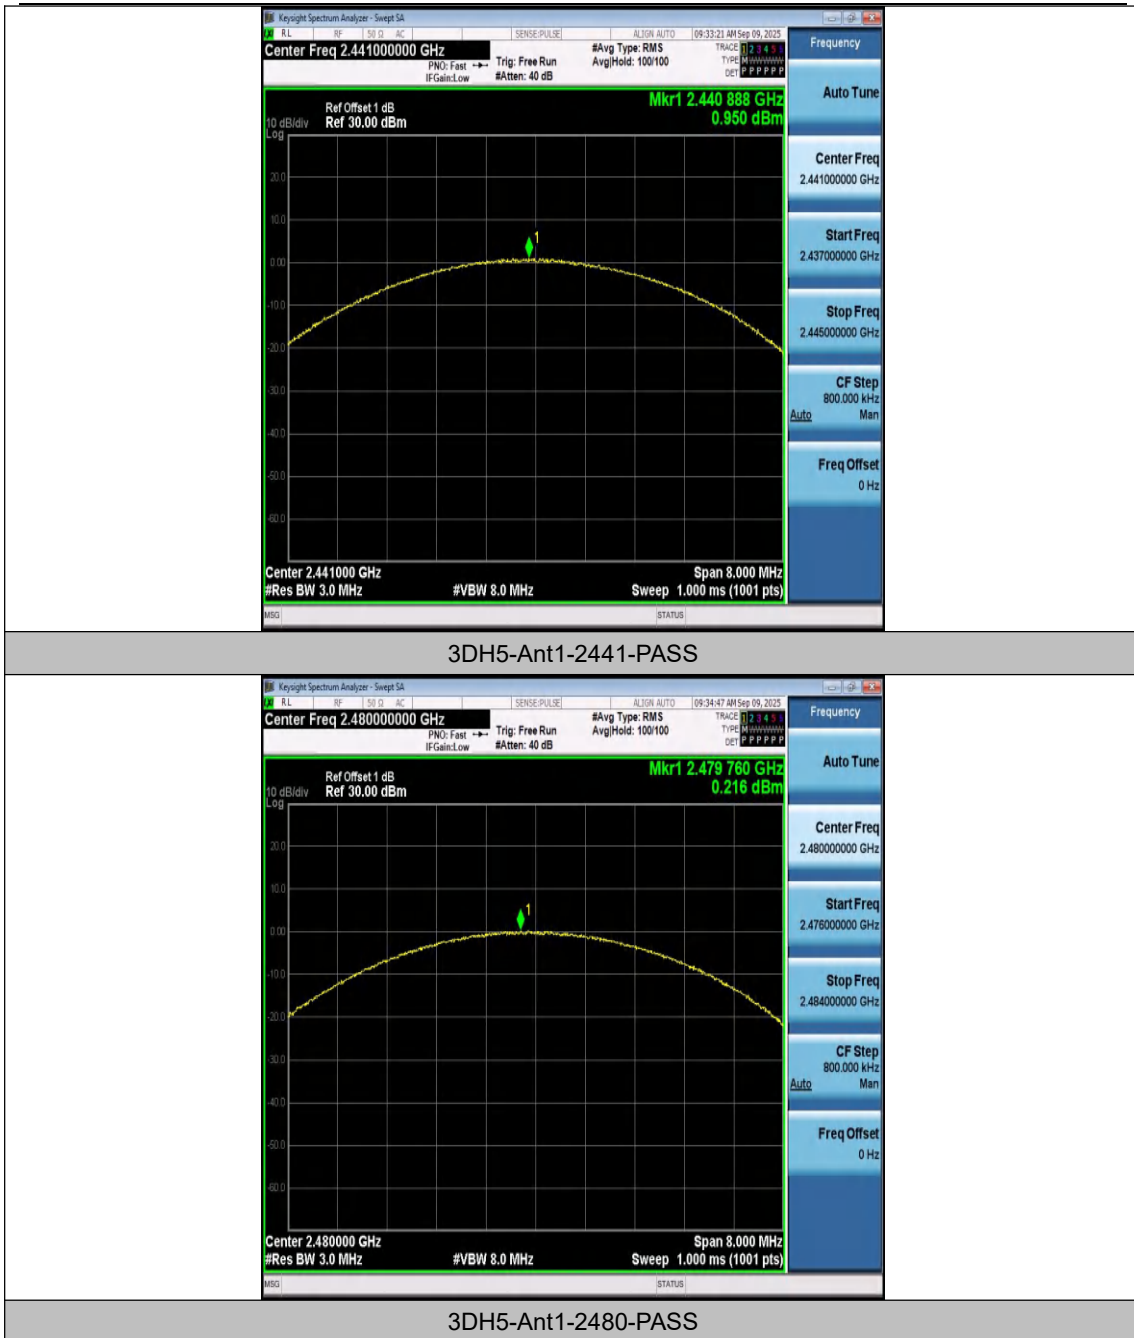 Keysight Spectrum Analyzer - Swept SA
RL RF 50 Ω AC SENSE:PULSE ALIGN AUTO 09:33:21 AM Sep 09, 2025
Center Freq 2.441000000 GHz
PNO: Fast
IFGain:Low
Trig: Free Run
#Atten: 40 dB
#Avg Type: RMS
Avg|Hold: 100/100
TRACE 1 2 3 4 5 6
TYPE M WWWWW
DET P P P P P P
Frequency
Mkr1 2.440 888 GHz
0.950 dBm
Ref Offset 1 dB
10 dB/div Ref 30.00 dBm
Log
20.0
10.0
0.00
-10.0
-20.0
-30.0
-40.0
-50.0
-60.0
1
Center 2.441000 GHz Span 8.000 MHz
#Res BW 3.0 MHz #VBW 8.0 MHz Sweep 1.000 ms (1001 pts)
MSG STATUS
Auto Tune
Center Freq
2.441000000 GHz
Start Freq
2.437000000 GHz
Stop Freq
2.445000000 GHz
CF Step
800.000 kHz
Auto Man
Freq Offset
0 Hz
3DH5-Ant1-2441-PASS
Keysight Spectrum Analyzer - Swept SA
RL RF 50 Ω AC SENSE:PULSE ALIGN AUTO 09:34:47 AM Sep 09, 2025
Center Freq 2.480000000 GHz
PNO: Fast
IFGain:Low
Trig: Free Run
#Atten: 40 dB
#Avg Type: RMS
Avg|Hold: 100/100
TRACE 1 2 3 4 5 6
TYPE M WWWWW
DET P P P P P P
Frequency
Mkr1 2.479 760 GHz
0.216 dBm
Ref Offset 1 dB
10 dB/div Ref 30.00 dBm
Log
20.0
10.0
0.00
-10.0
-20.0
-30.0
-40.0
-50.0
-60.0
1
Center 2.480000 GHz Span 8.000 MHz
#Res BW 3.0 MHz #VBW 8.0 MHz Sweep 1.000 ms (1001 pts)
MSG STATUS
Auto Tune
Center Freq
2.480000000 GHz
Start Freq
2.476000000 GHz
Stop Freq
2.484000000 GHz
CF Step
800.000 kHz
Auto Man
Freq Offset
0 Hz
3DH5-Ant1-2480-PASS